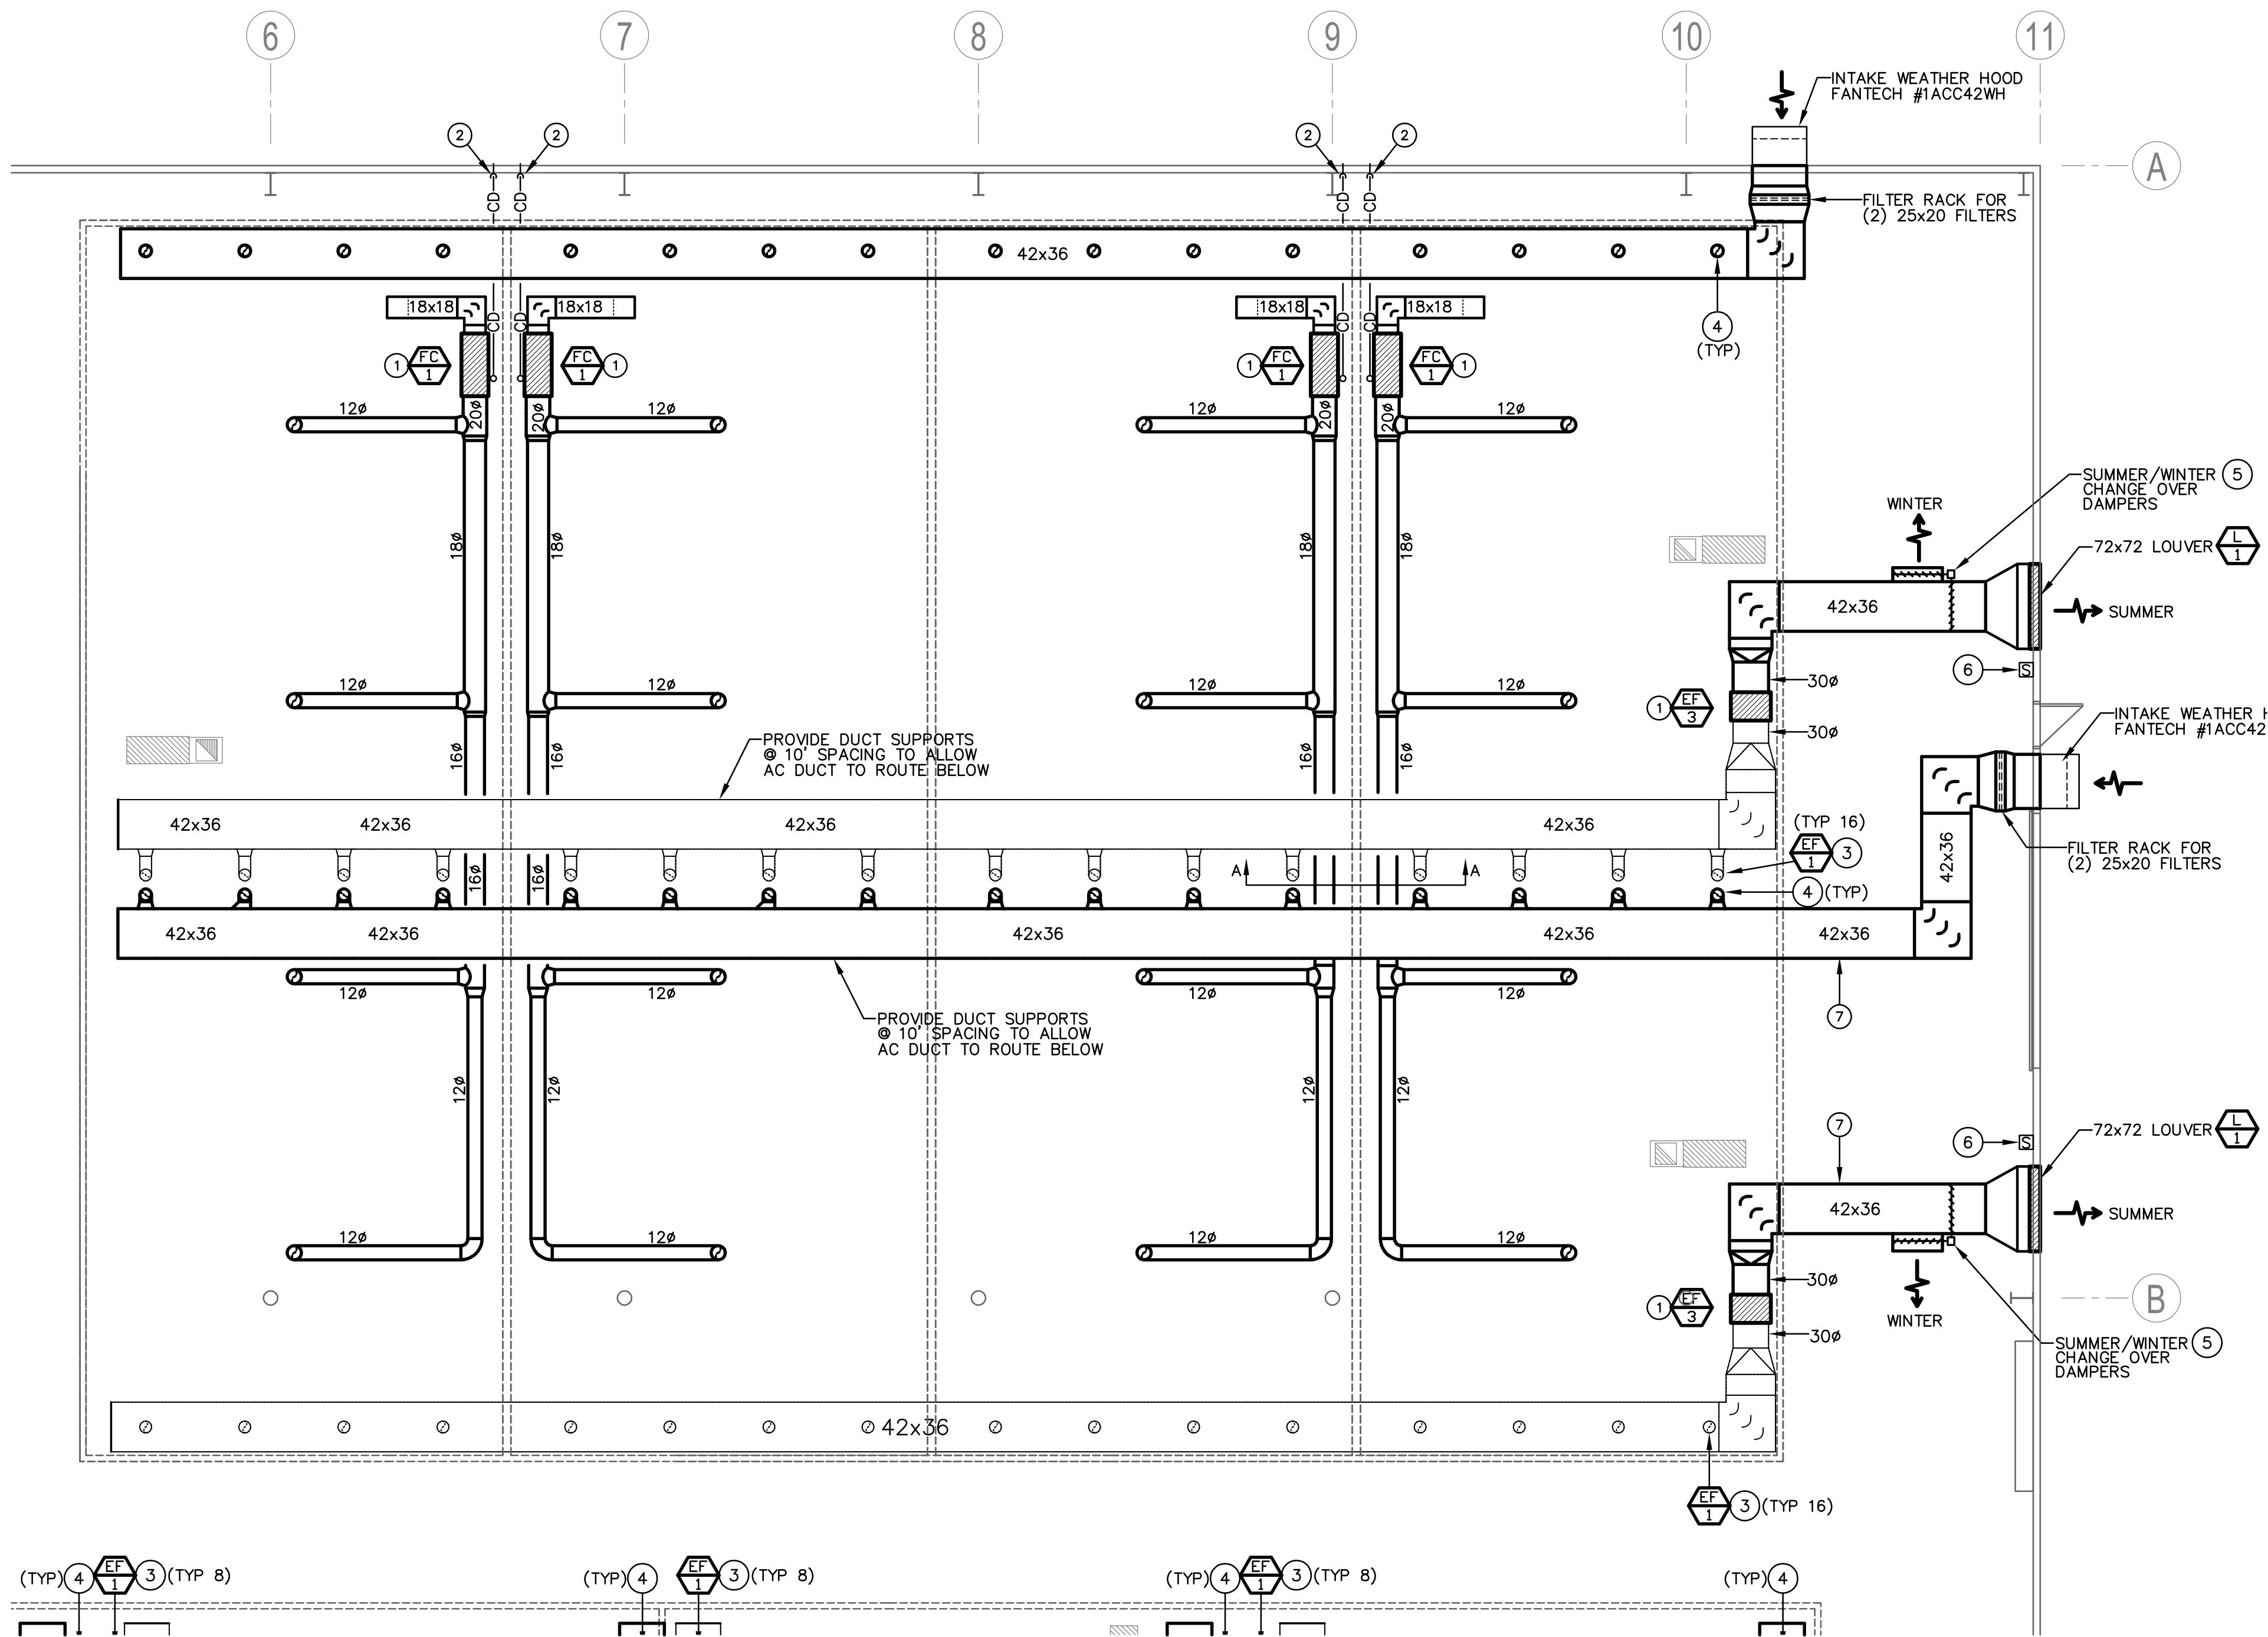 6
7
8
9
10
11
INTAKE WEATHER HOOD
FANTECH #1ACC42WH
2
2
2
2
A
CD
CD
CD
CD
FILTER RACK FOR
(2) 25x20 FILTERS
42x36
18x18
18x18
18x18
18x18
CD
CD
CD
CD
4
(TYP)
1
FC
1
FC
1
1
1
FC
1
FC
1
1
12ø
20ø
20ø
12ø
12ø
20ø
20ø
12ø
SUMMER/WINTER
CHANGE OVER
DAMPERS
5
WINTER
72x72 LOUVER
L
1
18ø
18ø
18ø
18ø
42x36
SUMMER
6
S
12ø
12ø
12ø
12ø
30ø
1
EF
3
30ø
INTAKE WEATHER H
FANTECH #1ACC42
PROVIDE DUCT SUPPORTS
@ 10' SPACING TO ALLOW
AC DUCT TO ROUTE BELOW
16ø
16ø
16ø
16ø
42x36
42x36
42x36
42x36
(TYP 16)
EF
1
3
42x36
FILTER RACK FOR
(2) 25x20 FILTERS
16ø
16ø
A
A
4
(TYP)
42x36
42x36
42x36
42x36
42x36
12ø
12ø
12ø
12ø
PROVIDE DUCT SUPPORTS
@ 10' SPACING TO ALLOW
AC DUCT TO ROUTE BELOW
7
12ø
12ø
12ø
12ø
7
6
S
72x72 LOUVER
L
1
42x36
SUMMER
12ø
12ø
12ø
12ø
30ø
1
EF
3
30ø
WINTER
B
SUMMER/WINTER
CHANGE OVER
DAMPERS
5
42x36
EF
1
3
(TYP 16)
(TYP)
4
EF
1
3
(TYP 8)
(TYP)
4
EF
1
3
(TYP 8)
(TYP)
4
EF
1
3
(TYP 8)
(TYP)
4